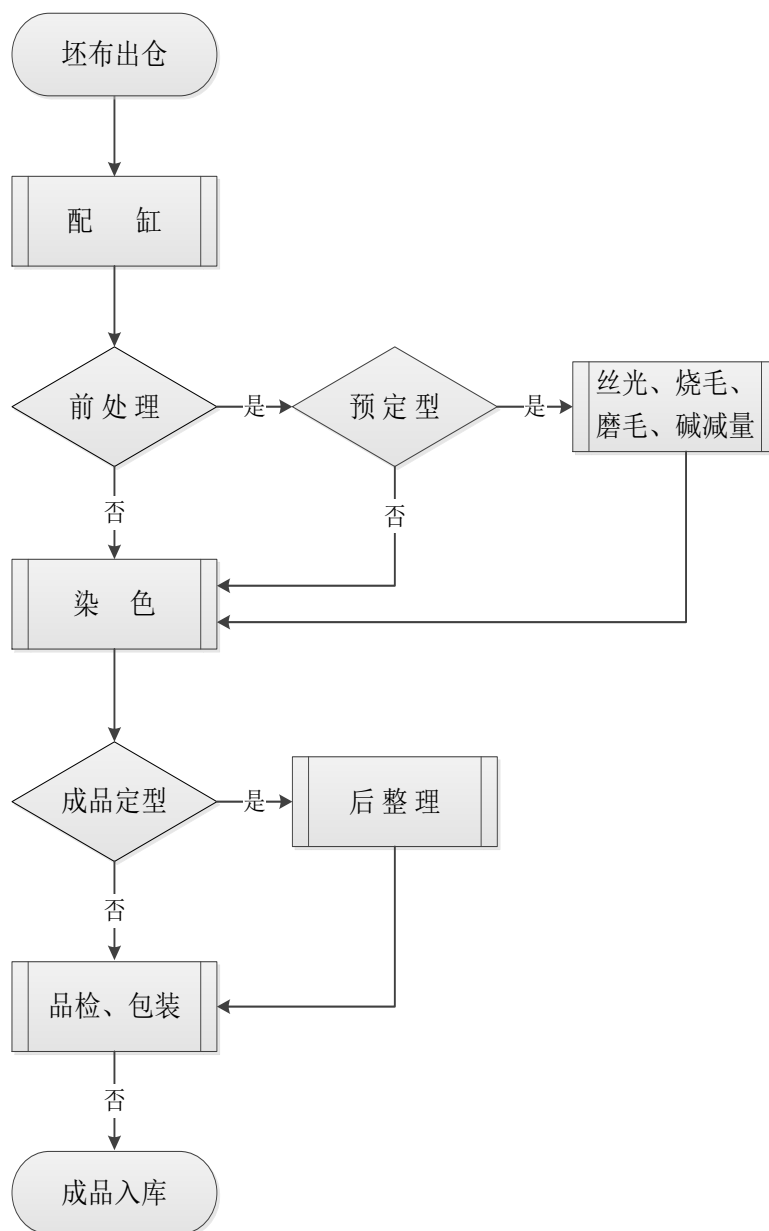 坯布出仓
配 缸
前处理
是
预定型
是
丝光、烧毛、
磨毛、碱减量
否
否
染 色
成品定型
是
后整理
否
品检、包装
否
成品入库